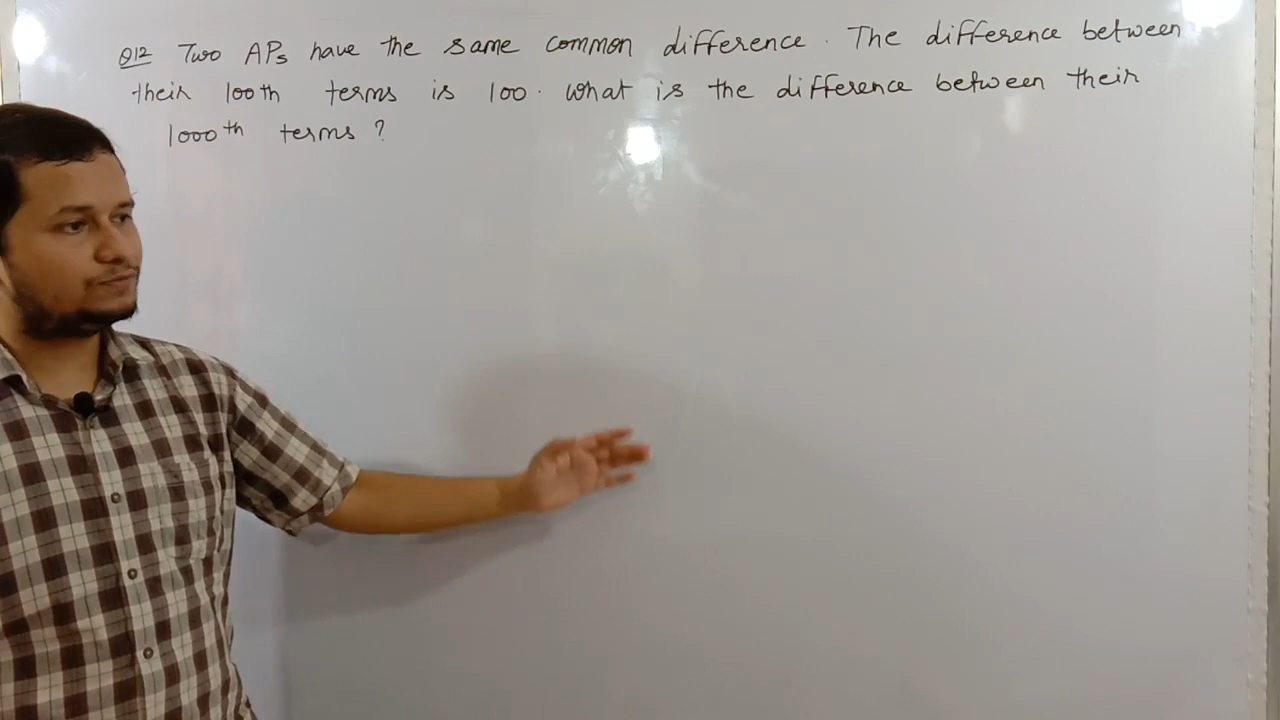 Q12 Two APs have the same common difference. The difference between
their 100th terms is 100. what is the difference between their
1000th terms ?